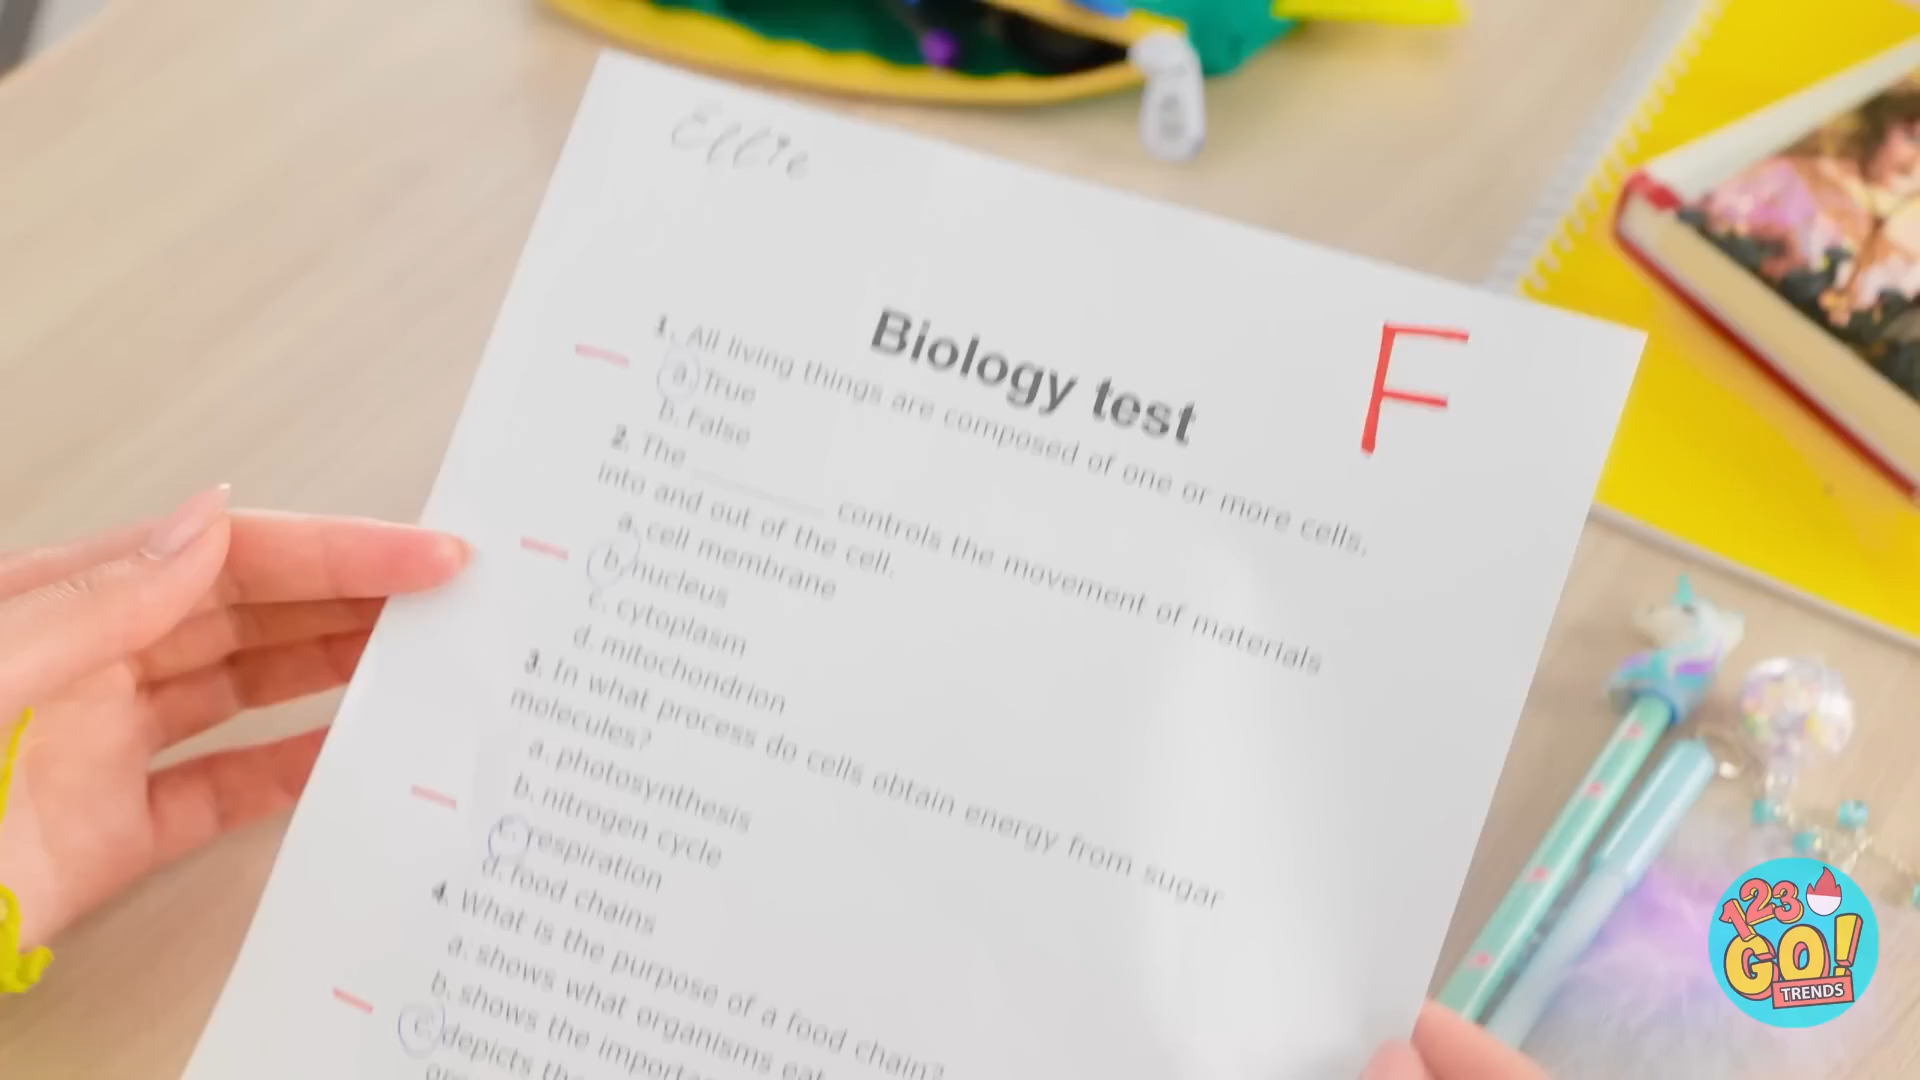 Ellie
Biology test
F
1. All living things are composed of one or more cells.
a. True
b. False
2. The ________ controls the movement of materials
into and out of the cell.
a. cell membrane
b. nucleus
c. cytoplasm
d. mitochondrion
3. In what process do cells obtain energy from sugar
molecules?
a. photosynthesis
b. nitrogen cycle
c. respiration
d. food chains
4. What is the purpose of a food chain?
a. shows what organisms eat
b. shows the
c. depicts
123
GO!
TRENDS